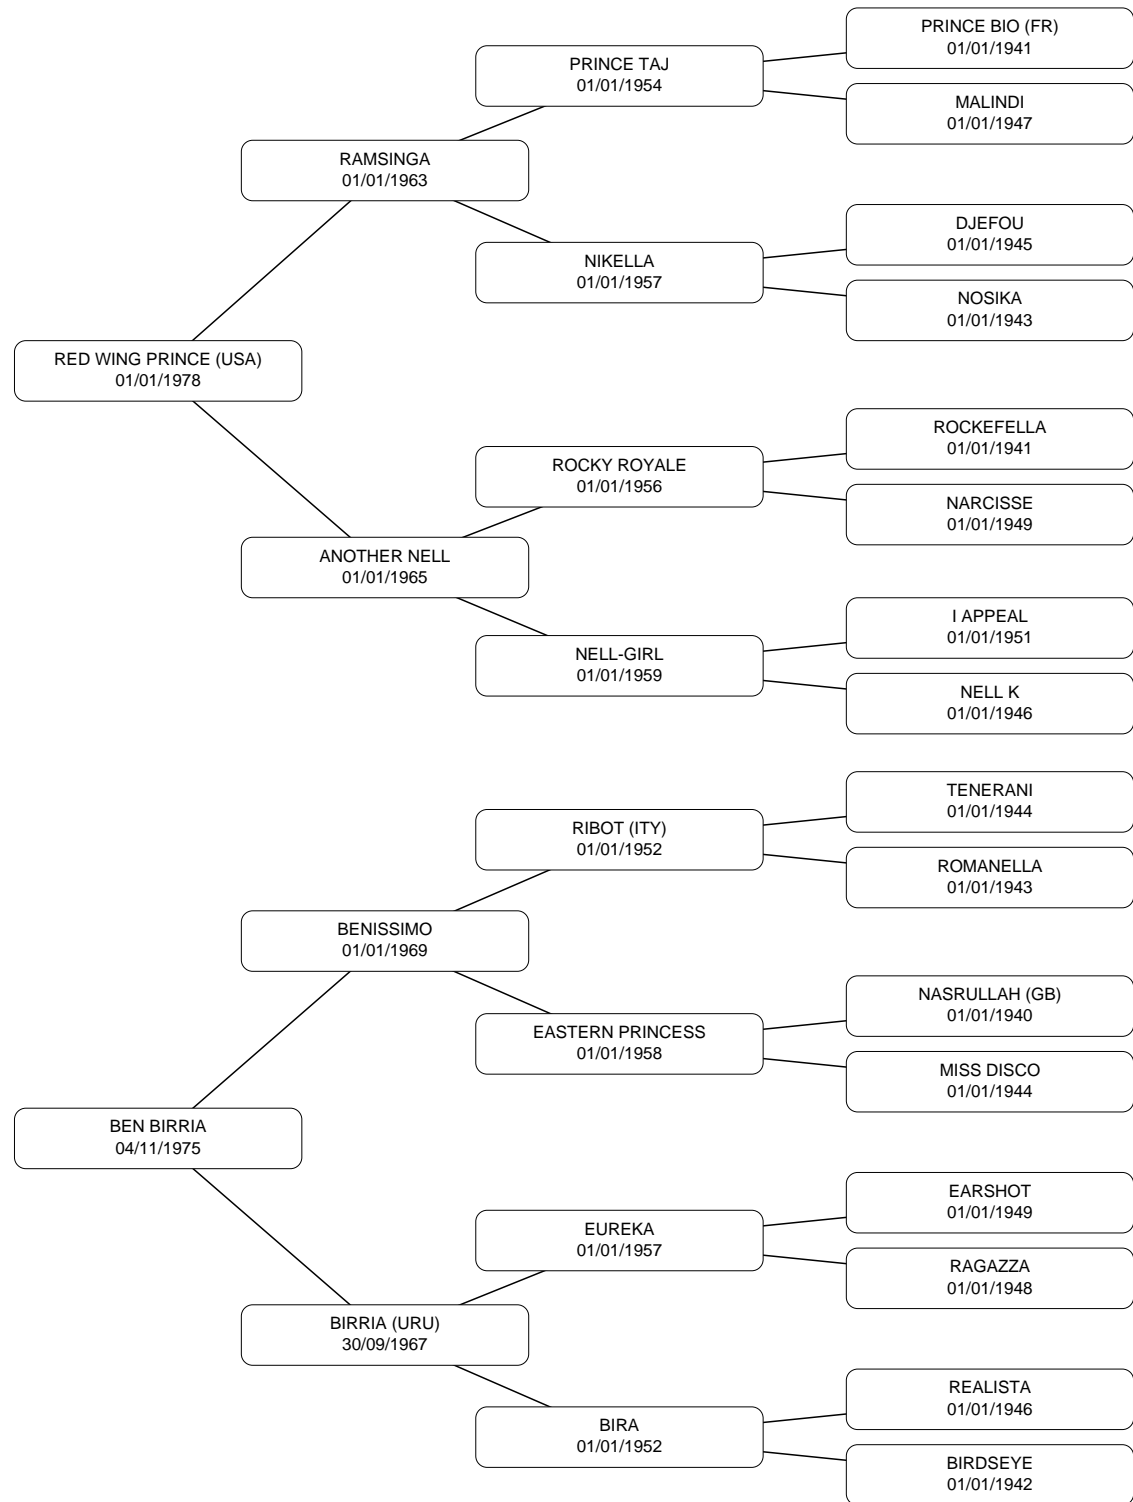 PRINCE BIO (FR)
01/01/1941
PRINCE TAJ
01/01/1954
MALINDI
01/01/1947
RAMSINGA
01/01/1963
DJEFOU
01/01/1945
NIKELLA
01/01/1957
NOSIKA
01/01/1943
RED WING PRINCE (USA)
01/01/1978
ROCKEFELLA
01/01/1941
ROCKY ROYALE
01/01/1956
NARCISSE
01/01/1949
ANOTHER NELL
01/01/1965
I APPEAL
01/01/1951
NELL-GIRL
01/01/1959
NELL K
01/01/1946
TENERANI
01/01/1944
RIBOT (ITY)
01/01/1952
ROMANELLA
01/01/1943
BENISSIMO
01/01/1969
NASRULLAH (GB)
01/01/1940
EASTERN PRINCESS
01/01/1958
MISS DISCO
01/01/1944
BEN BIRRIA
04/11/1975
EARSHOT
01/01/1949
EUREKA
01/01/1957
RAGAZZA
01/01/1948
BIRRIA (URU)
30/09/1967
REALISTA
01/01/1946
BIRA
01/01/1952
BIRDSEYE
01/01/1942